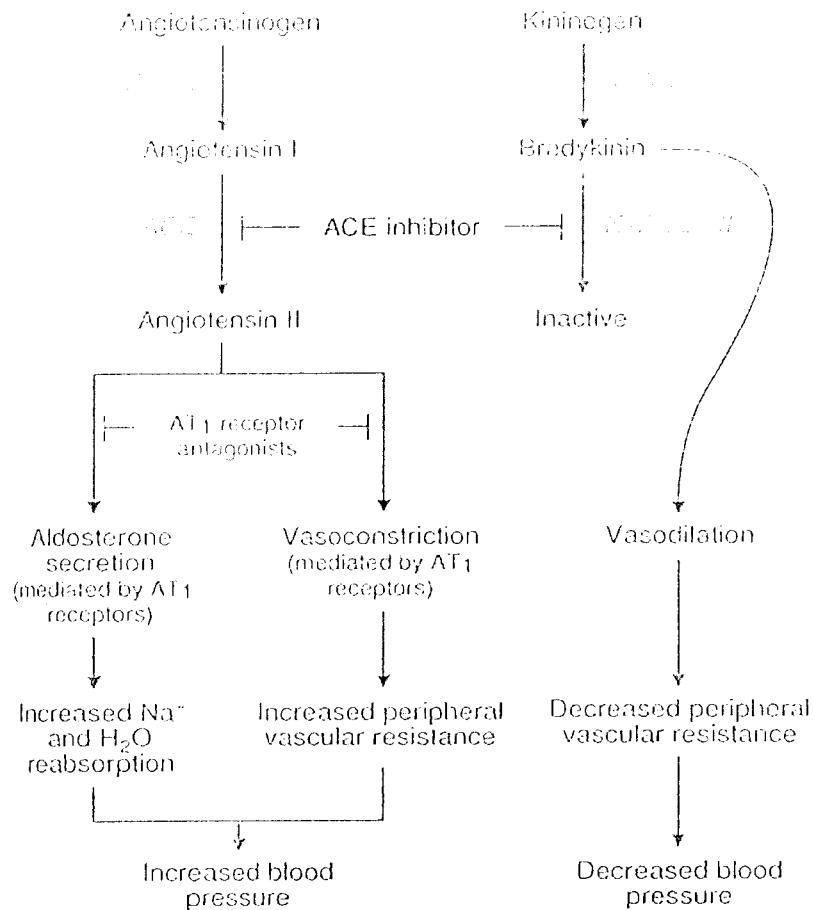 Angiotensinogen
Kininogen
Angiotensin I
Bradykinin
ACE
ACE inhibitor
Angiotensin II
Inactive
AT1 receptor
antagonists
Aldosterone
secretion
(mediated by AT1
receptors)
Vasoconstriction
(mediated by AT1
receptors)
Vasodilation
Increased Na+
and H2O
reabsorption
Increased peripheral
vascular resistance
Decreased peripheral
vascular resistance
Increased blood
pressure
Decreased blood
pressure